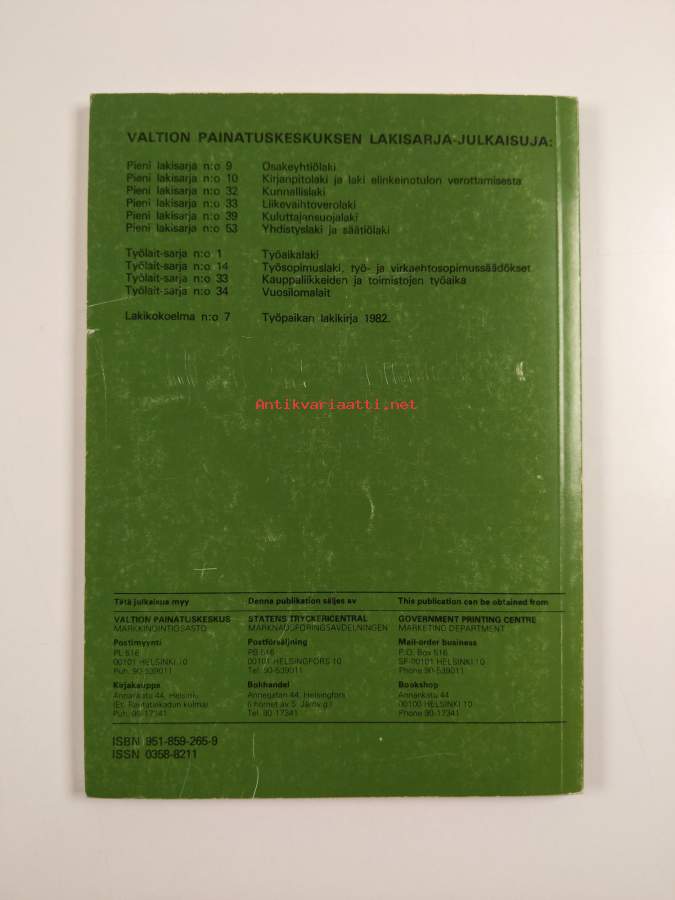 VALTION PAINATUSKESKUKSEN LAKISARJA-JULKAISUJA:
Pieni lakisarja n:o 9 Osakeyhtiölaki
Pieni lakisarja n:o 10 Kirjanpitolaki ja laki elinkeinotulon verottamisesta
Pieni lakisarja n:o 32 Kunnallislaki
Pieni lakisarja n:o 33 Liikevaihtoverolaki
Pieni lakisarja n:o 39 Kuluttajansuojalaki
Pieni lakisarja n:o 53 Yhdistyslaki ja säätiölaki
Työlait-sarja n:o 1 Työaikalaki
Työlait-sarja n:o 14 Työsopimuslaki, työ- ja virkaehtosopimussäädökset
Työlait-sarja n:o 33 Kauppaliikkeiden ja toimistojen työaika
Työlait-sarja n:o 34 Vuosilomalait
Lakikokoelma n:o 7 Työpaikan lakikirja 1982.
Antikvariaatti.net
Tätä julkaisua myy Denna publikation säljes av This publication can be obtained from
VALTION PAINATUSKESKUS STATENS TRYCKERICENTRAL GOVERNMENT PRINTING CENTRE
MARKKINOINTIOSASTO MARKNADSFÖRINGSAVDELNINGEN MARKETING DEPARTMENT
Postimyynti Postförsäljning Mail-order business
PL 516 PB 516 P.O. Box 516
00101 HELSINKI 10 00101 HELSINGFORS 10 SF-00101 HELSINKI 10
Puh. 90-539011 Tel. 90-539011 Phone 90-539011
Kirjakauppa Bokhandel Bookshop
Annankatu 44, Helsinki Annegatan 44, Helsingfors Annankatu 44
(Et. Rautatiekadun kulma) (i hörnet av S. Järnv.g.) 00100 HELSINKI 10
Puh. 90-17341 Tel. 90-17341 Phone 90-17341
ISBN 951-859-265-9
ISSN 0358-8211